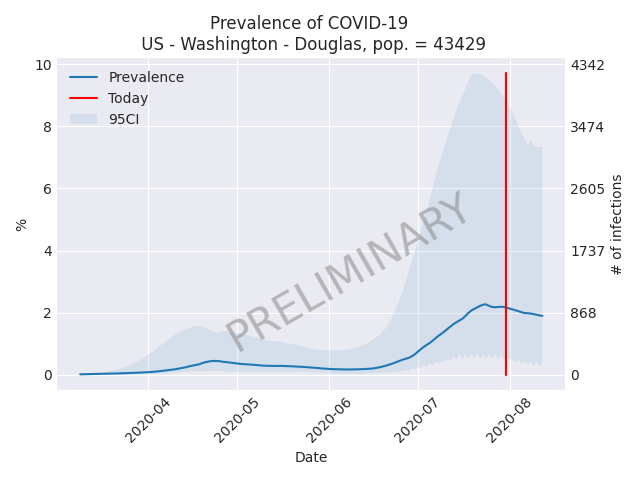 Prevalence of COVID-19
US - Washington - Douglas, pop. = 43429
Prevalence
Today
95CI
10
8
6
4
2
0
%
4342
3474
2605
1737
868
0
# of infections
PRELIMINARY
2020-04
2020-05
2020-06
2020-07
2020-08
Date